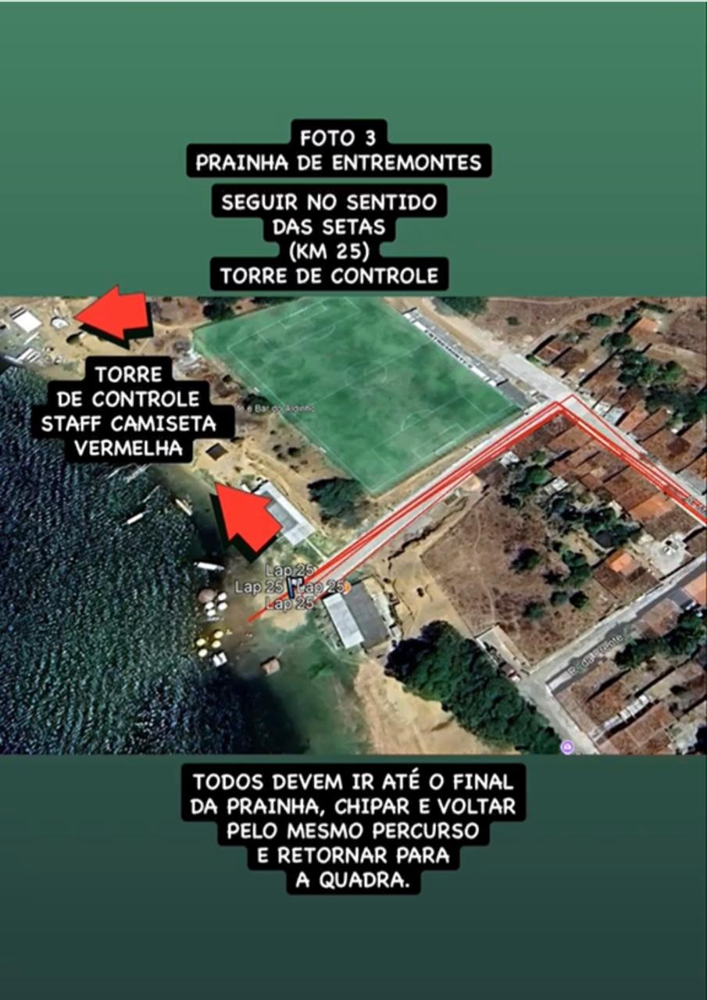 FOTO 3
PRAINHA DE ENTREMONTES
SEGUIR NO SENTIDO
DAS SETAS
(KM 25)
TORRE DE CONTROLE
ENTREMONTES
TORRE
DE CONTROLE
STAFF CAMISETA
VERMELHA
e Bar do Aldinho
Lap 25
Lap 25 Lap 25
Lap 25
R. da Frente
TODOS DEVEM IR ATÉ O FINAL
DA PRAINHA, CHIPAR E VOLTAR
PELO MESMO PERCURSO
E RETORNAR PARA
A QUADRA.